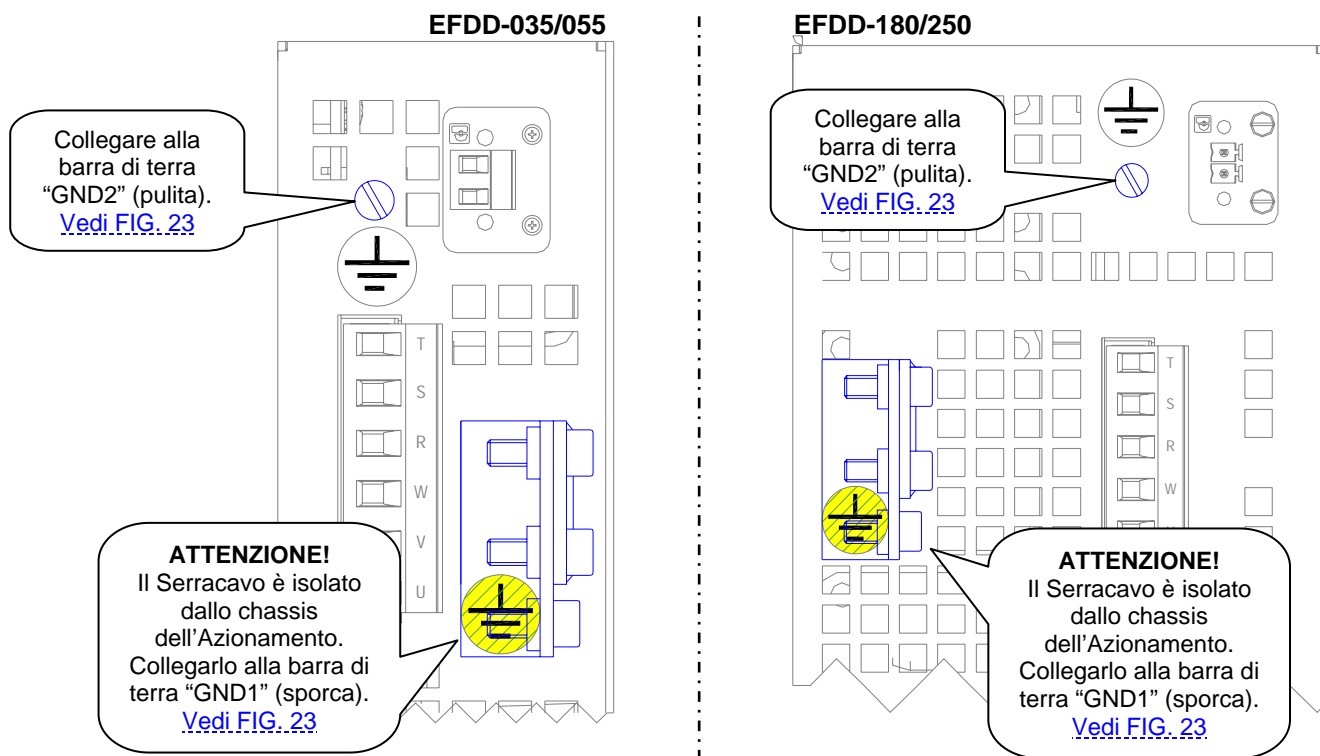 EFDD-035/055
Collegare alla
barra di terra
“GND2” (pulita).
Vedi FIG. 23
T
S
R
W
V
U
ATTENZIONE!
Il Serracavo è isolato
dallo chassis
dell’Azionamento.
Collegarlo alla barra di
terra “GND1” (sporca).
Vedi FIG. 23
EFDD-180/250
Collegare alla
barra di terra
“GND2” (pulita).
Vedi FIG. 23
T
S
R
W
ATTENZIONE!
Il Serracavo è isolato
dallo chassis
dell’Azionamento.
Collegarlo alla barra di
terra “GND1” (sporca).
Vedi FIG. 23